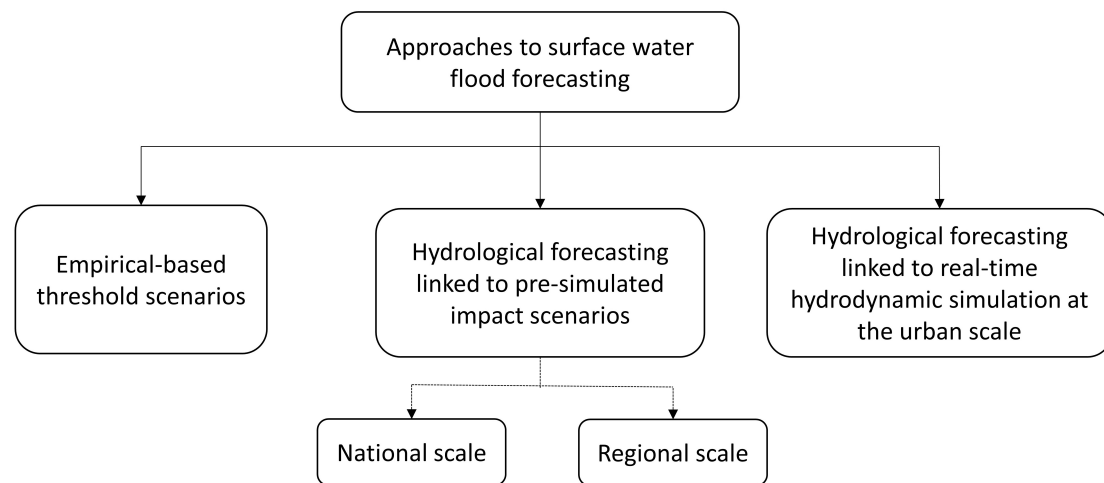 Approaches to surface water
flood forecasting
Empirical-based
threshold scenarios
Hydrological forecasting
linked to pre-simulated
impact scenarios
Hydrological forecasting
linked to real-time
hydrodynamic simulation at
the urban scale
National scale
Regional scale